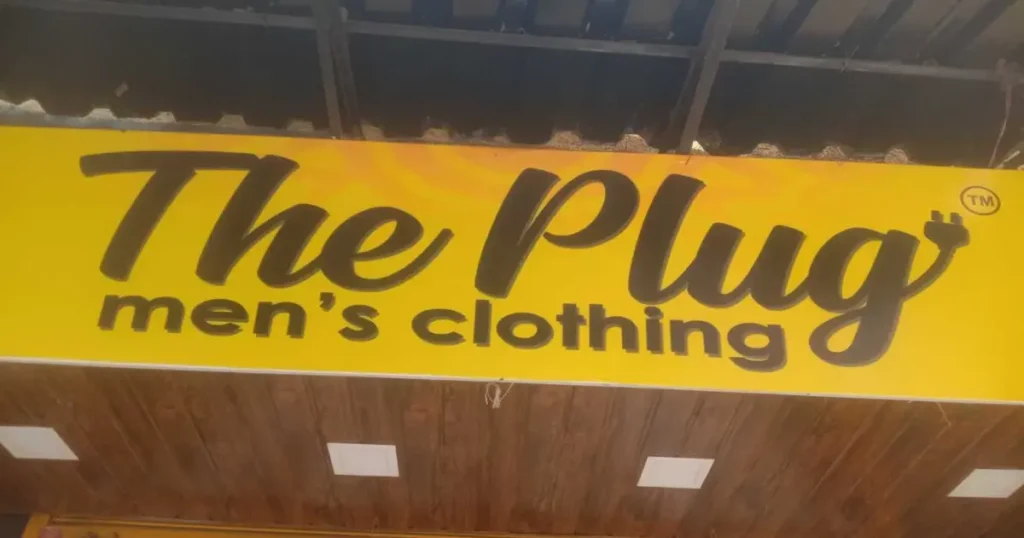 The Plug
TM
men's clothing